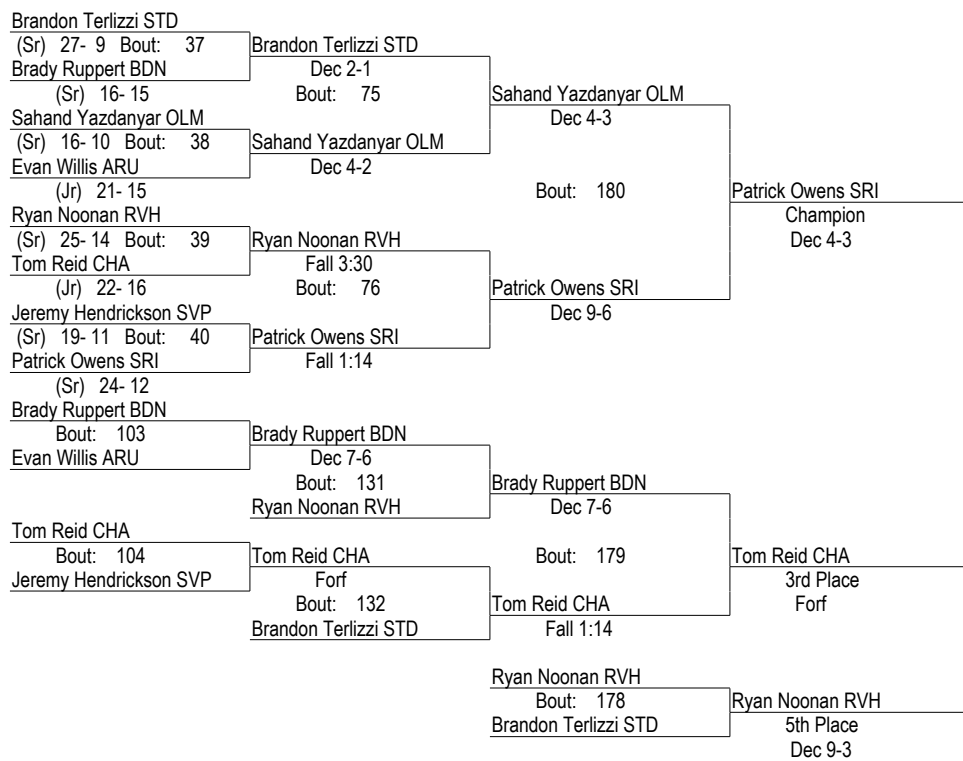 Brandon Terlizzi STD
(Sr) 27- 9 Bout: 37 Brandon Terlizzi STD
Brady Ruppert BDN Dec 2-1
(Sr) 16- 15 Bout: 75 Sahand Yazdanyar OLM
Sahand Yazdanyar OLM Dec 4-3
(Sr) 16- 10 Bout: 38 Sahand Yazdanyar OLM
Evan Willis ARU Dec 4-2
(Jr) 21- 15 Bout: 180 Patrick Owens SRI
Ryan Noonan RVH Champion
(Sr) 25- 14 Bout: 39 Ryan Noonan RVH Dec 4-3
Tom Reid CHA Fall 3:30
(Jr) 22- 16 Bout: 76 Patrick Owens SRI
Jeremy Hendrickson SVP Dec 9-6
(Sr) 19- 11 Bout: 40 Patrick Owens SRI
Patrick Owens SRI Fall 1:14
(Sr) 24- 12
Brady Ruppert BDN
Bout: 103 Brady Ruppert BDN
Evan Willis ARU Dec 7-6
Bout: 131 Brady Ruppert BDN
Ryan Noonan RVH Dec 7-6
Tom Reid CHA
Bout: 104 Tom Reid CHA Bout: 179 Tom Reid CHA
Jeremy Hendrickson SVP Forf 3rd Place
Bout: 132 Tom Reid CHA Forf
Brandon Terlizzi STD Fall 1:14
Ryan Noonan RVH
Bout: 178 Ryan Noonan RVH
Brandon Terlizzi STD 5th Place
Dec 9-3